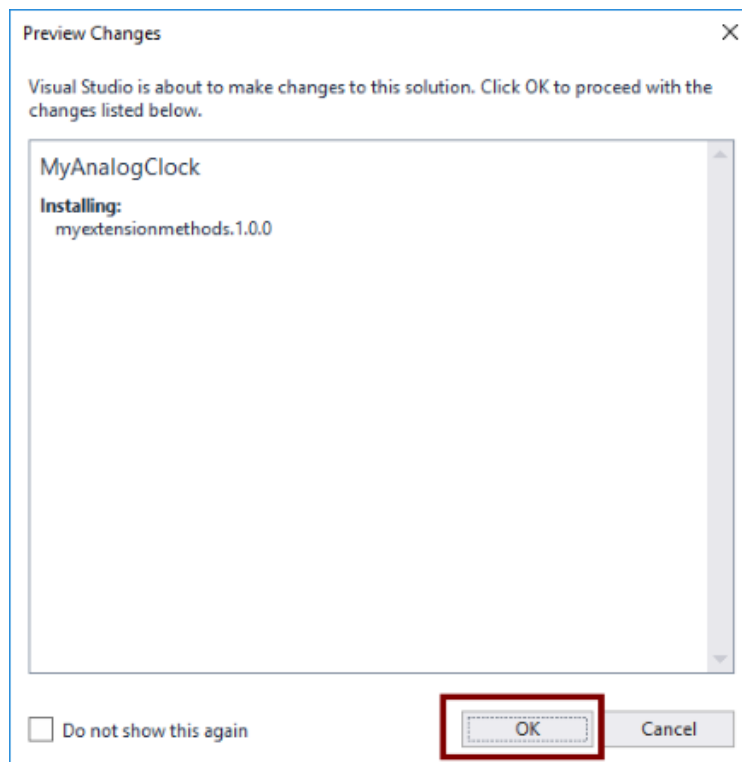 Preview Changes
Visual Studio is about to make changes to this solution. Click OK to proceed with the
changes listed below.
MyAnalogClock
Installing:
myextensionmethods.1.0.0
Do not show this again
OK
Cancel